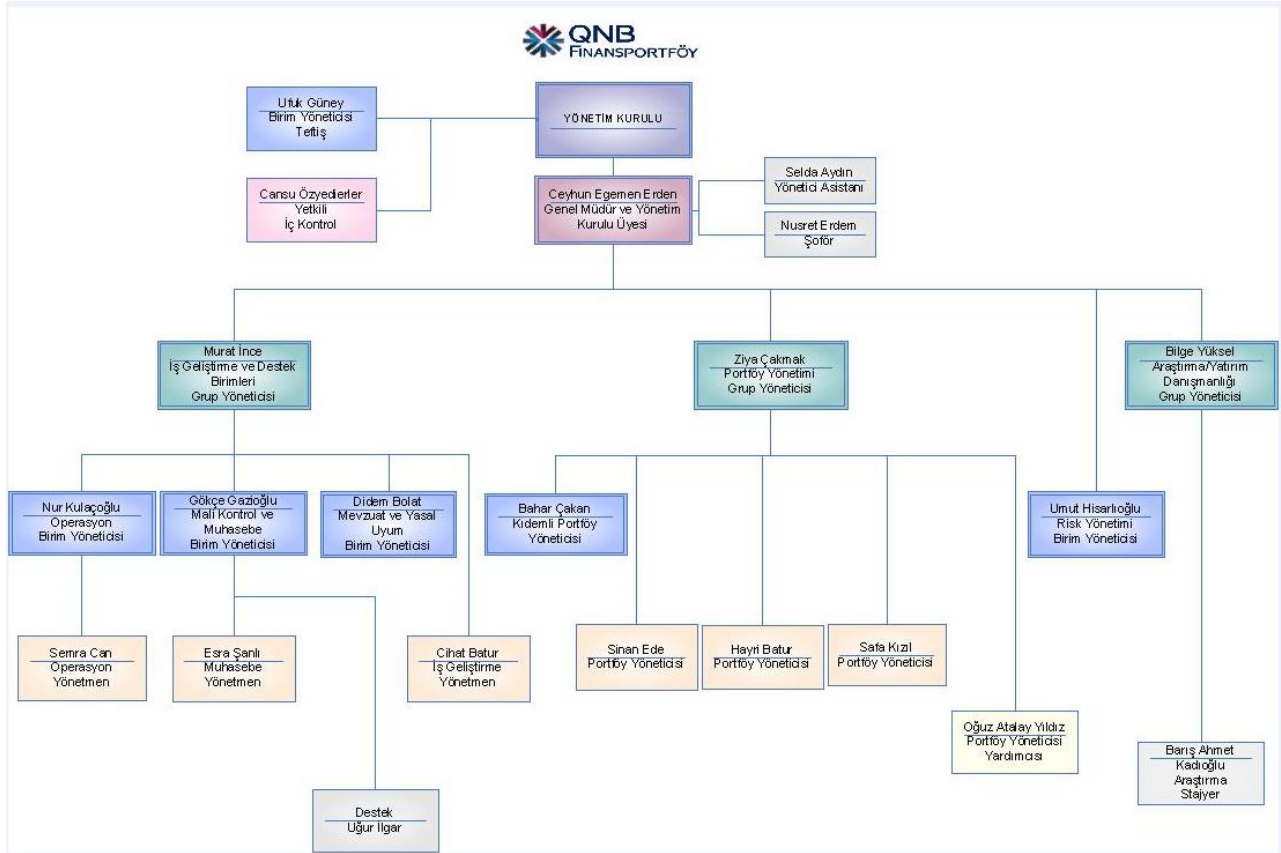 QNB
FİNANSPORTFÖY
Ufuk Güney
Birim Yöneticisi
Teftiş
YÖNETİM KURULU
Cansu Özyedierler
Yetkili
İç Kontrol
Ceyhun Egemen Erden
Genel Müdür ve Yönetim
Kurulu Üyesi
Selda Aydın
Yönetici Asistanı
Nusret Erdem
Şoför
Murat İnce
İş Geliştirme ve Destek
Birimleri
Grup Yöneticisi
Ziya Çakmak
Portföy Yönetimi
Grup Yöneticisi
Bilge Yüksel
Araştırma/Yatırım
Danışmanlığı
Grup Yöneticisi
Nur Kulaçoğlu
Operasyon
Birim Yöneticisi
Gökçe Gazioğlu
Mali Kontrol ve
Muhasebe
Birim Yöneticisi
Didem Bolat
Mevzuat ve Yasal
Uyum
Birim Yöneticisi
Bahar Çakan
Kıdemli Portföy
Yöneticisi
Umut Hisarlıoğlu
Risk Yönetimi
Birim Yöneticisi
Semra Can
Operasyon
Yönetmen
Esra Şanlı
Muhasebe
Yönetmen
Cihat Batur
İş Geliştirme
Yönetmen
Sinan Ede
Portföy Yöneticisi
Hayri Batur
Portföy Yöneticisi
Safa Kızıl
Portföy Yöneticisi
Oğuz Atalay Yıldız
Portföy Yöneticisi
Yardımcısı
Barış Ahmet
Kadıoğlu
Araştırma
Stajyer
Destek
Uğur Ilgar